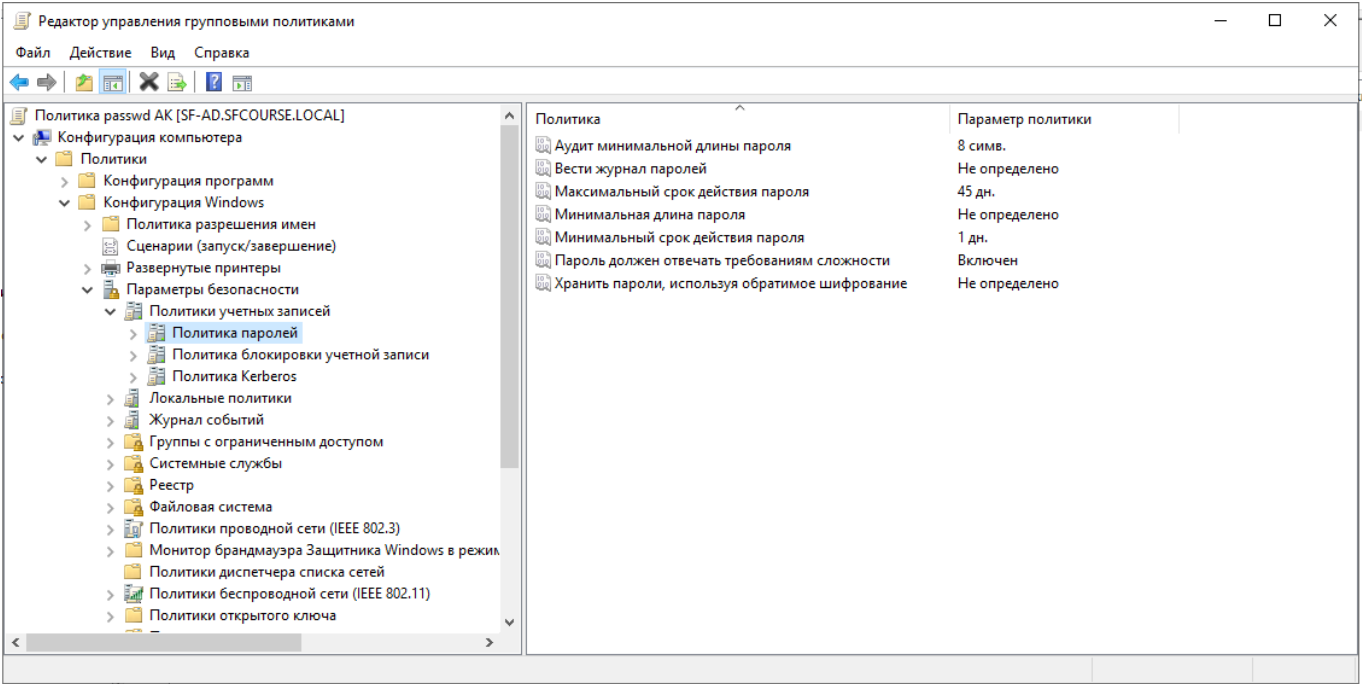 Редактор управления групповыми политиками
Файл Действие Вид Справка
Политика passwd AK [SF-AD.SFCOURSE.LOCAL]
Конфигурация компьютера
Политики
Конфигурация программ
Конфигурация Windows
Политика разрешения имен
Сценарии (запуск/завершение)
Развернутые принтеры
Параметры безопасности
Политики учетных записей
Политика паролей
Политика блокировки учетной записи
Политика Kerberos
Локальные политики
Журнал событий
Группы с ограниченным доступом
Системные службы
Реестр
Файловая система
Политики проводной сети (IEEE 802.3)
Монитор брандмауэра Защитника Windows в режим
Политики диспетчера списка сетей
Политики беспроводной сети (IEEE 802.11)
Политики открытого ключа
Политика Параметр политики
Аудит минимальной длины пароля 8 симв.
Вести журнал паролей Не определено
Максимальный срок действия пароля 45 дн.
Минимальная длина пароля Не определено
Минимальный срок действия пароля 1 дн.
Пароль должен отвечать требованиям сложности Включен
Хранить пароли, используя обратимое шифрование Не определено